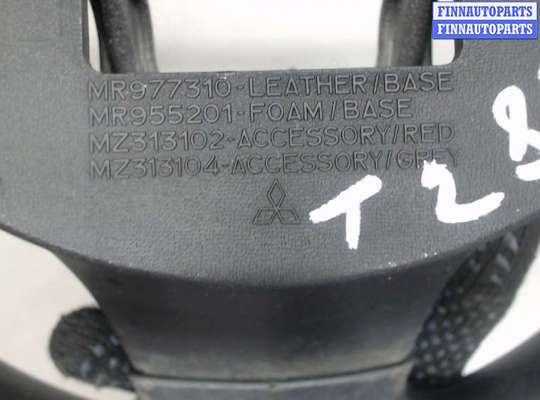 FINNAUTOPARTS
FINNAUTOPARTS
MR977310-LEATHER/BASE
MR955201-FOAM/BASE
MZ313102-ACCESSORY/RED
MZ313104-ACCESSORY/GREY
T28